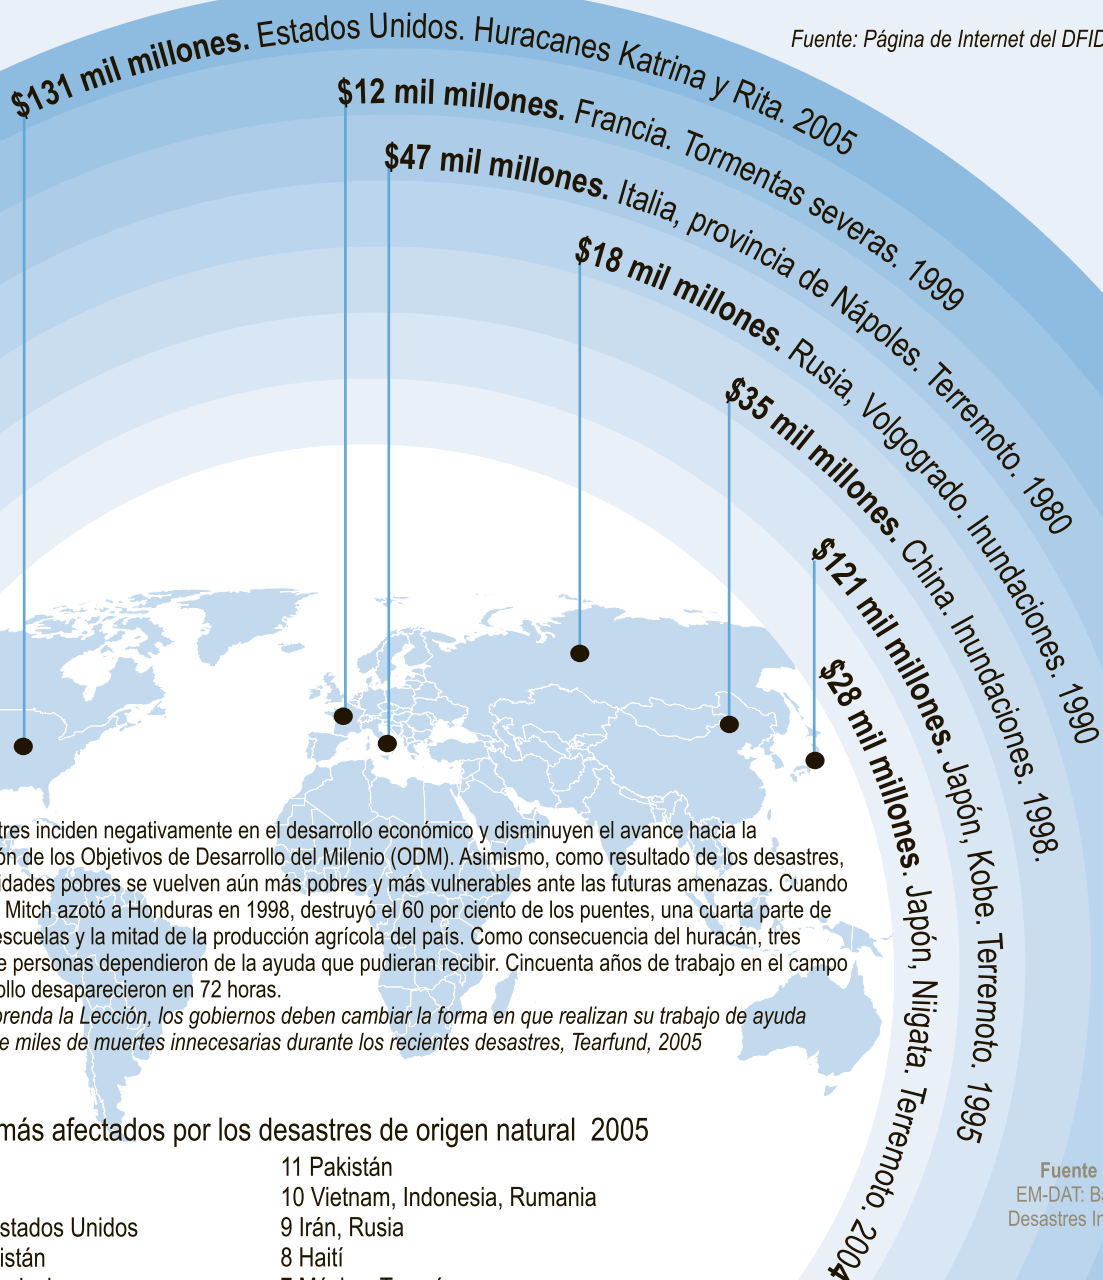 Fuente: Página de Internet del DFID
$131 mil millones. Estados Unidos. Huracanes Katrina y Rita. 2005
$12 mil millones. Francia. Tormentas severas. 1999
$47 mil millones. Italia, provincia de Nápoles. Terremoto. 1980
$18 mil millones. Rusia, Volgogrado. Inundaciones. 1990
$35 mil millones. China. Inundaciones. 1998.
$121 mil millones. Japón, Kobe. Terremoto. 1995
$28 mil millones. Japón, Niigata. Terremoto. 2004
tres inciden negativamente en el desarrollo económico y disminuyen el avance hacia la
ón de los Objetivos de Desarrollo del Milenio (ODM). Asimismo, como resultado de los desastres,
idades pobres se vuelven aún más pobres y más vulnerables ante las futuras amenazas. Cuando
Mitch azotó a Honduras en 1998, destruyó el 60 por ciento de los puentes, una cuarta parte de
escuelas y la mitad de la producción agrícola del país. Como consecuencia del huracán, tres
e personas dependieron de la ayuda que pudieran recibir. Cincuenta años de trabajo en el campo
ollo desaparecieron en 72 horas.
prenda la Lección, los gobiernos deben cambiar la forma en que realizan su trabajo de ayuda
e miles de muertes innecesarias durante los recientes desastres, Tearfund, 2005
más afectados por los desastres de origen natural 2005
11 Pakistán
10 Vietnam, Indonesia, Rumania
stados Unidos
9 Irán, Rusia
istán
8 Haití
Fuente
EM-DAT: Ba
Desastres In